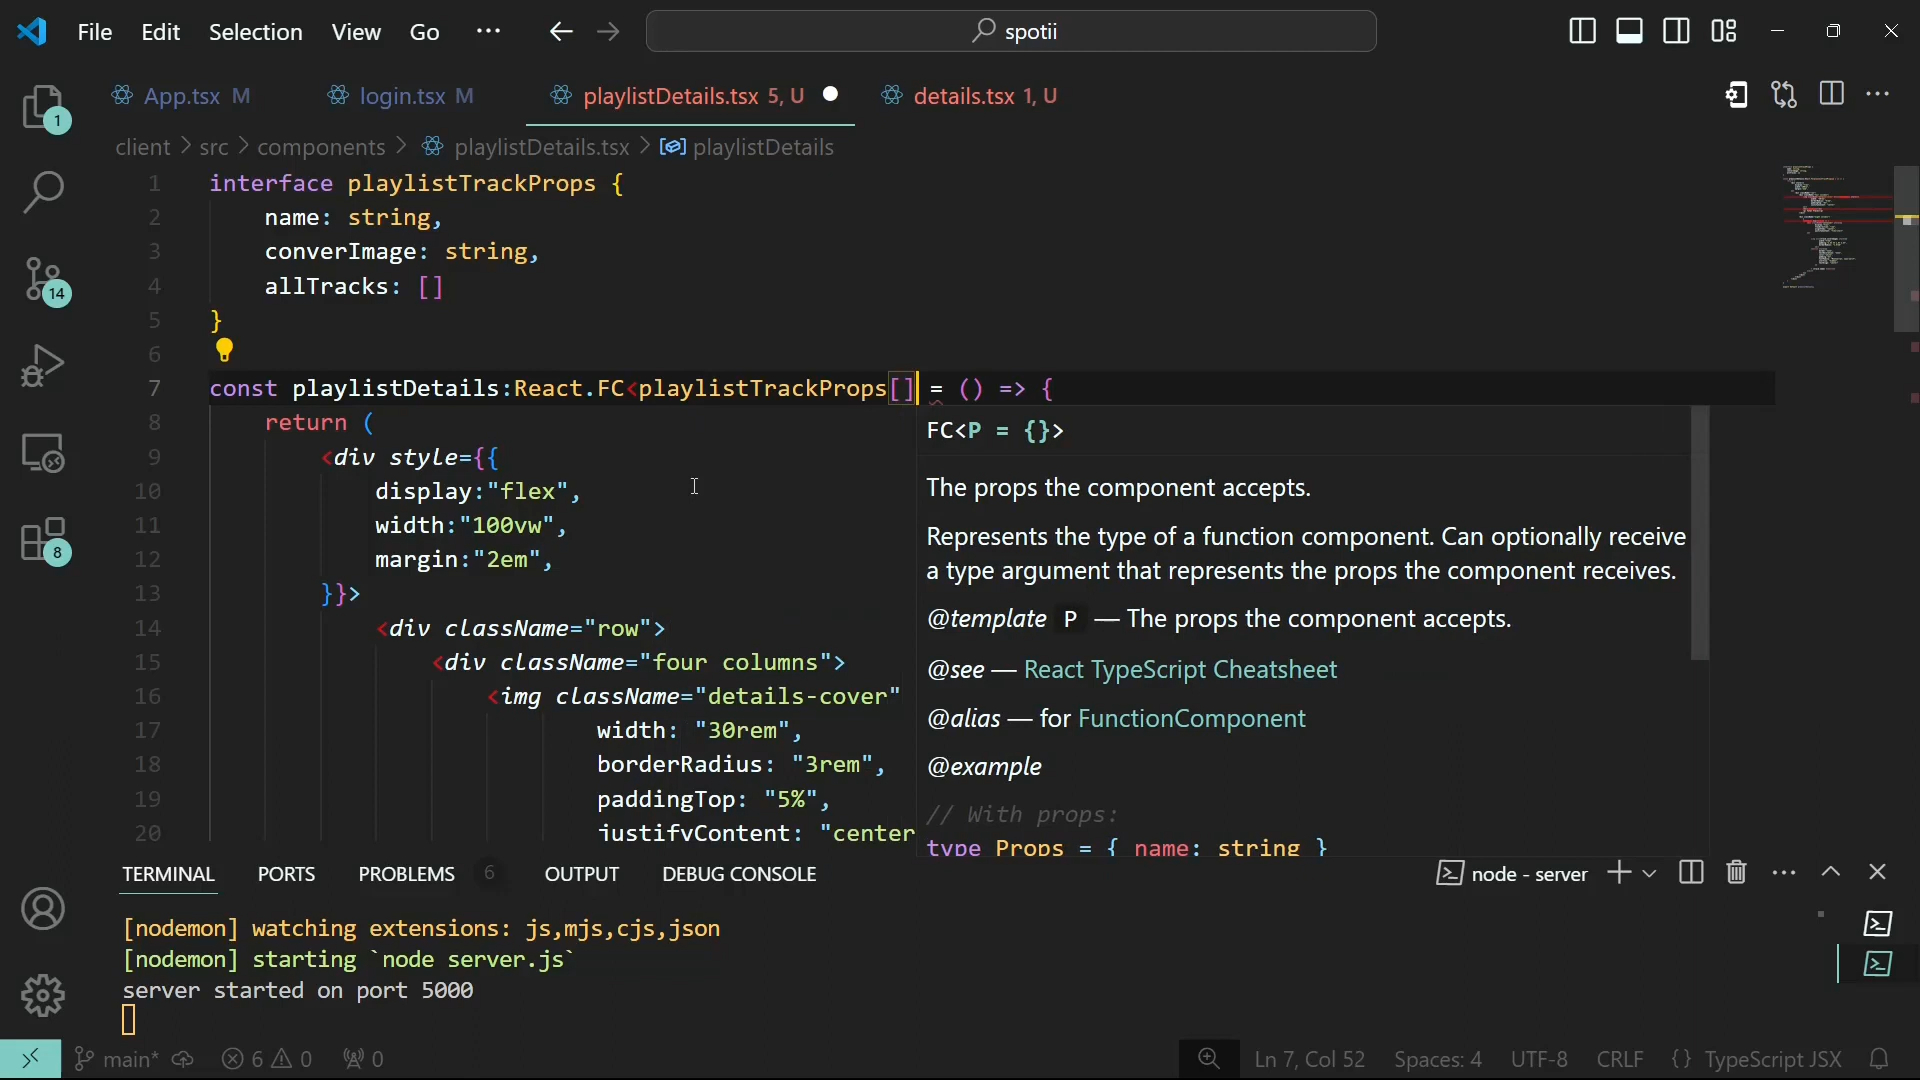 File Edit Selection View Go ··· spotii
App.tsx M login.tsx M playlistDetails.tsx 5, U details.tsx 1, U
client > src > components > playlistDetails.tsx > playlistDetails
1 interface playlistTrackProps {
2 name: string,
3 converImage: string,
4 allTracks: []
5 }
6
7 const playlistDetails:React.FC<playlistTrackProps[] = () => {
8 return (
9 <div style={{
10 display:"flex",
11 width:"100vw",
12 margin:"2em",
13 }}>
14 <div className="row">
15 <div className="four columns">
16 <img className="details-cover"
17 width: "30rem",
18 borderRadius: "3rem",
19 paddingTop: "5%",
20 justifyContent: "center
FC<P = {}>
The props the component accepts.
Represents the type of a function component. Can optionally receive
a type argument that represents the props the component receives.
@template P — The props the component accepts.
@see — React TypeScript Cheatsheet
@alias — for FunctionComponent
@example
// With props:
type Props = { name: string }
1
14
8
TERMINAL PORTS PROBLEMS 6 OUTPUT DEBUG CONSOLE node - server
[nodemon] watching extensions: js,mjs,cjs,json
[nodemon] starting `node server.js`
server started on port 5000
main* 6 0 0 Ln 7, Col 52 Spaces: 4 UTF-8 CRLF {} TypeScript JSX